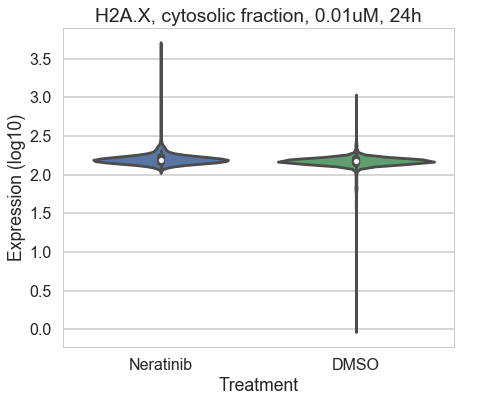 H2A.X, cytosolic fraction, 0.01uM, 24h
Expression (log10)
3.5
3.0
2.5
2.0
1.5
1.0
0.5
0.0
Neratinib
DMSO
Treatment